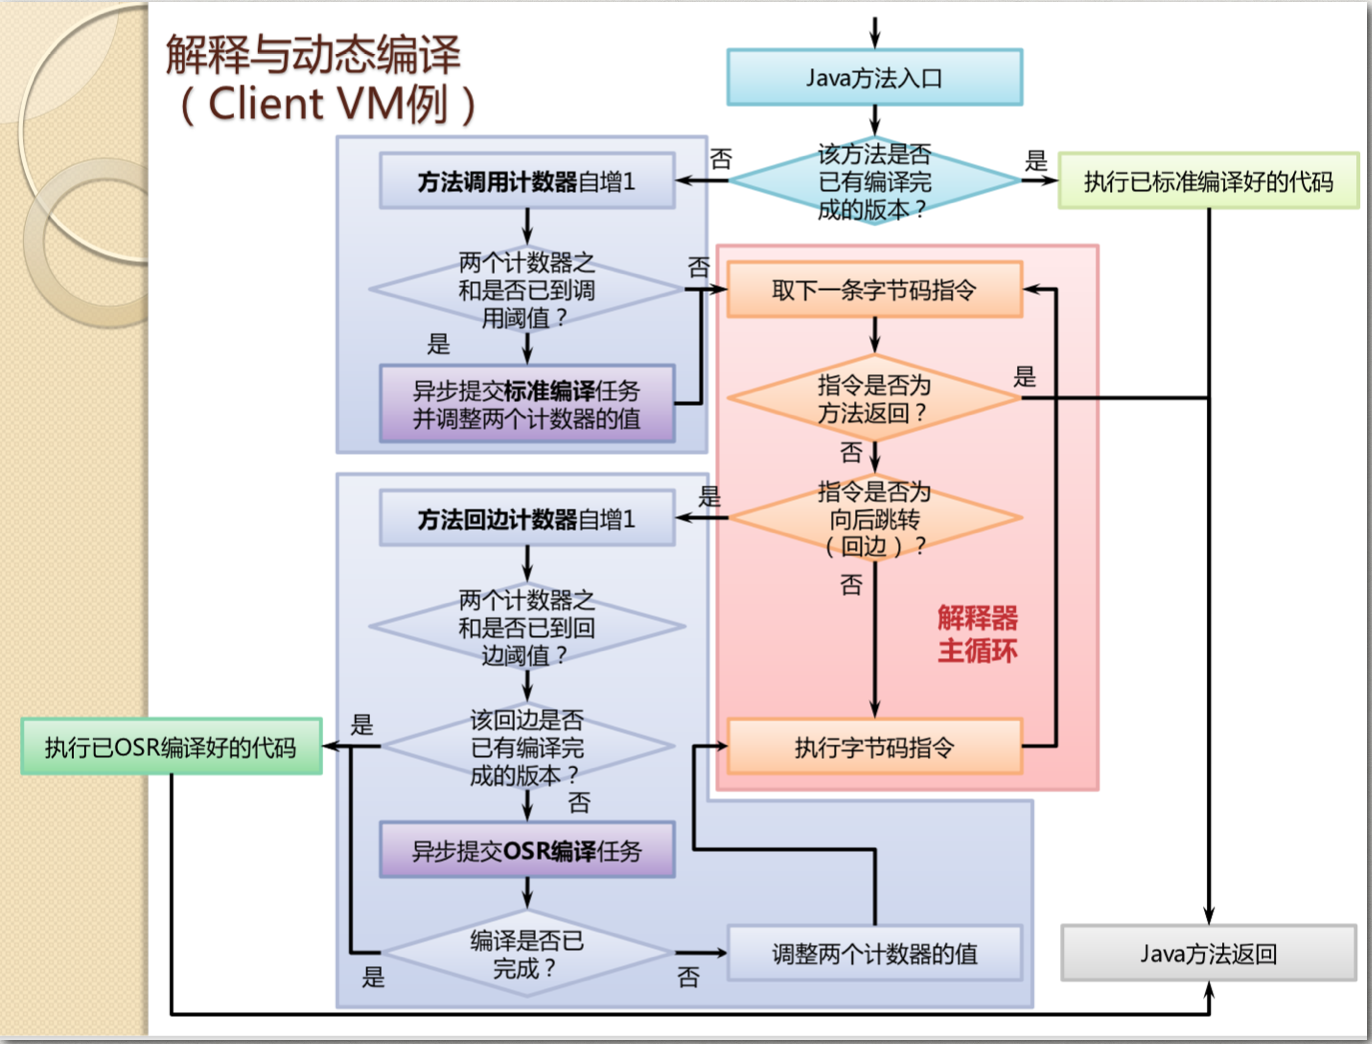 解释与动态编译
（Client VM例）
Java方法入口
该方法是否
已有编译完
成的版本？
否
是
方法调用计数器自增1
执行已标准编译好的代码
两个计数器之
和是否已到调
用阈值？
否
是
取下一条字节码指令
异步提交标准编译任务
并调整两个计数器的值
指令是否为
方法返回？
是
否
指令是否为
向后跳转
（回边）？
是
否
方法回边计数器自增1
两个计数器之
和是否已到回
边阈值？
解释器
主循环
该回边是否
已有编译完
成的版本？
是
否
执行已OSR编译好的代码
执行字节码指令
异步提交OSR编译任务
编译是否已
完成？
是
否
调整两个计数器的值
Java方法返回